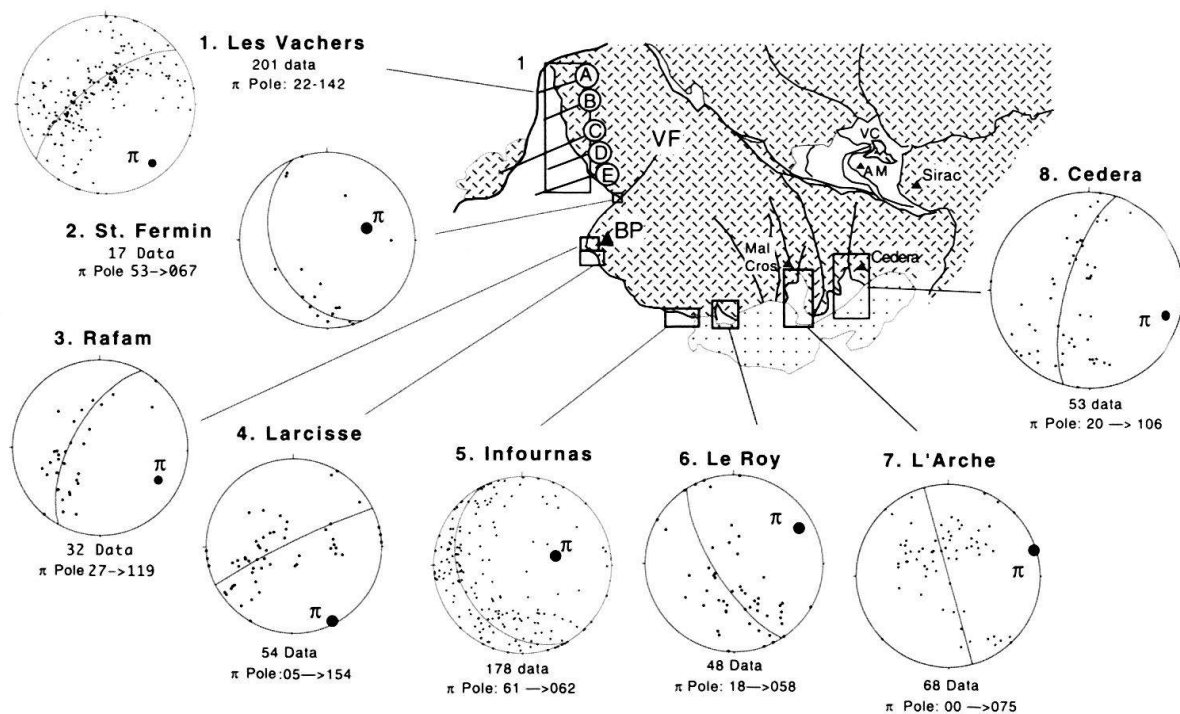 1. Les Vachers
201 data
π Pole: 22-142
π
2. St. Fermin
17 Data
π Pole 53->067
π
3. Rafam
32 Data
π Pole 27->119
π
4. Larcisse
54 Data
π Pole:05—>154
π
5. Infournas
178 data
π Pole: 61 —>062
π
6. Le Roy
48 Data
π Pole: 18—>058
π
7. L'Arche
68 Data
π Pole: 00 —>075
π
8. Cedera
53 data
π Pole: 20 —> 106
π
1
A
B
C
D
E
VF
BP
VC
AM
Sirac
Mal
Cros
Cedera